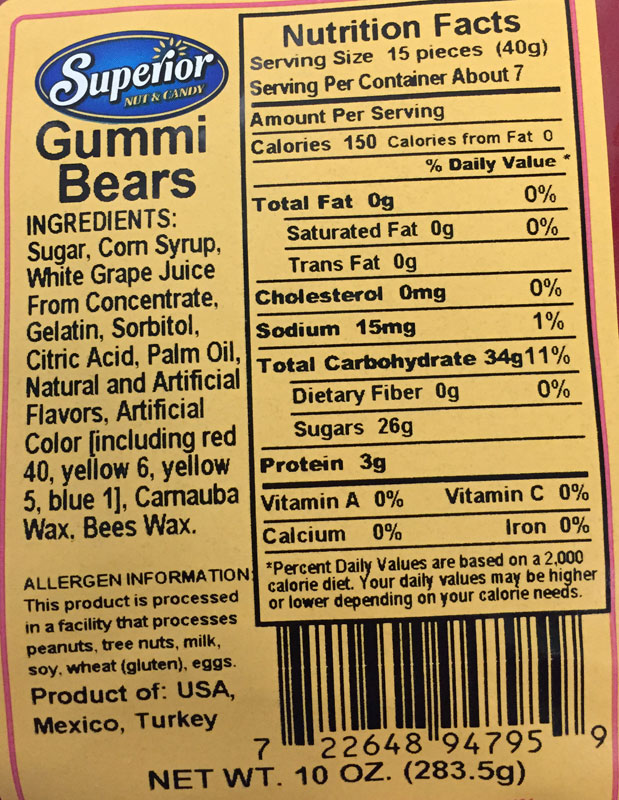 Superior
NUT & CANDY
Gummi
Bears
INGREDIENTS:
Sugar, Corn Syrup,
White Grape Juice
From Concentrate,
Gelatin, Sorbitol,
Citric Acid, Palm Oil,
Natural and Artificial
Flavors, Artificial
Color [including red
40, yellow 6, yellow
5, blue 1], Carnauba
Wax, Bees Wax.
ALLERGEN INFORMATION:
This product is processed
in a facility that processes
peanuts, tree nuts, milk,
soy, wheat (gluten), eggs.
Product of: USA,
Mexico, Turkey
Nutrition Facts
Serving Size 15 pieces (40g)
Serving Per Container About 7
Amount Per Serving
Calories 150 Calories from Fat 0
% Daily Value *
Total Fat 0g 0%
Saturated Fat 0g 0%
Trans Fat 0g
Cholesterol 0mg 0%
Sodium 15mg 1%
Total Carbohydrate 34g 11%
Dietary Fiber 0g 0%
Sugars 26g
Protein 3g
Vitamin A 0% Vitamin C 0%
Calcium 0% Iron 0%
*Percent Daily Values are based on a 2,000
calorie diet. Your daily values may be higher
or lower depending on your calorie needs.
7 22648 94795 9
NET WT. 10 OZ. (283.5g)